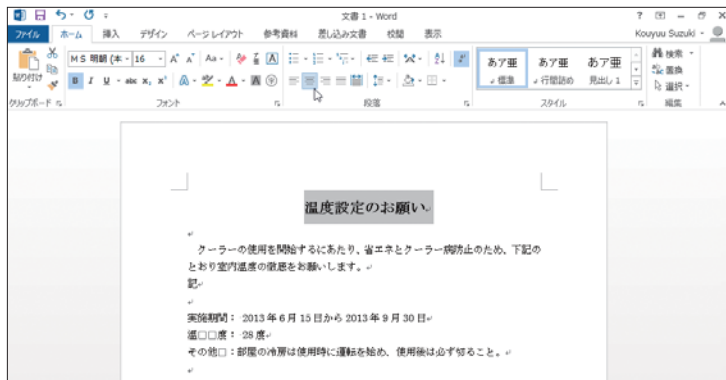 文書 1 - Word
ファイル ホーム 挿入 デザイン ページ レイアウト 参考資料 差し込み文書 校閲 表示 Kouyuu Suzuki
貼り付け MS 明朝 (本 16 A A Aa A
B I U abc x₂ x² A A A
あア亜 あア亜 あア亜
標準 行間詰め 見出し 1
検索
置換
選択
クリップボード フォント 段落 スタイル 編集
温度設定のお願い
クーラーの使用を開始するにあたり、省エネとクーラー病防止のため、下記の
とおり室内温度の徹底をお願いします。
記
実施期間： 2013 年 6 月 15 日から 2013 年 9 月 30 日
温□□度： 28 度
その他□：部屋の冷房は使用時に運転を始め、使用後は必ず切ること。